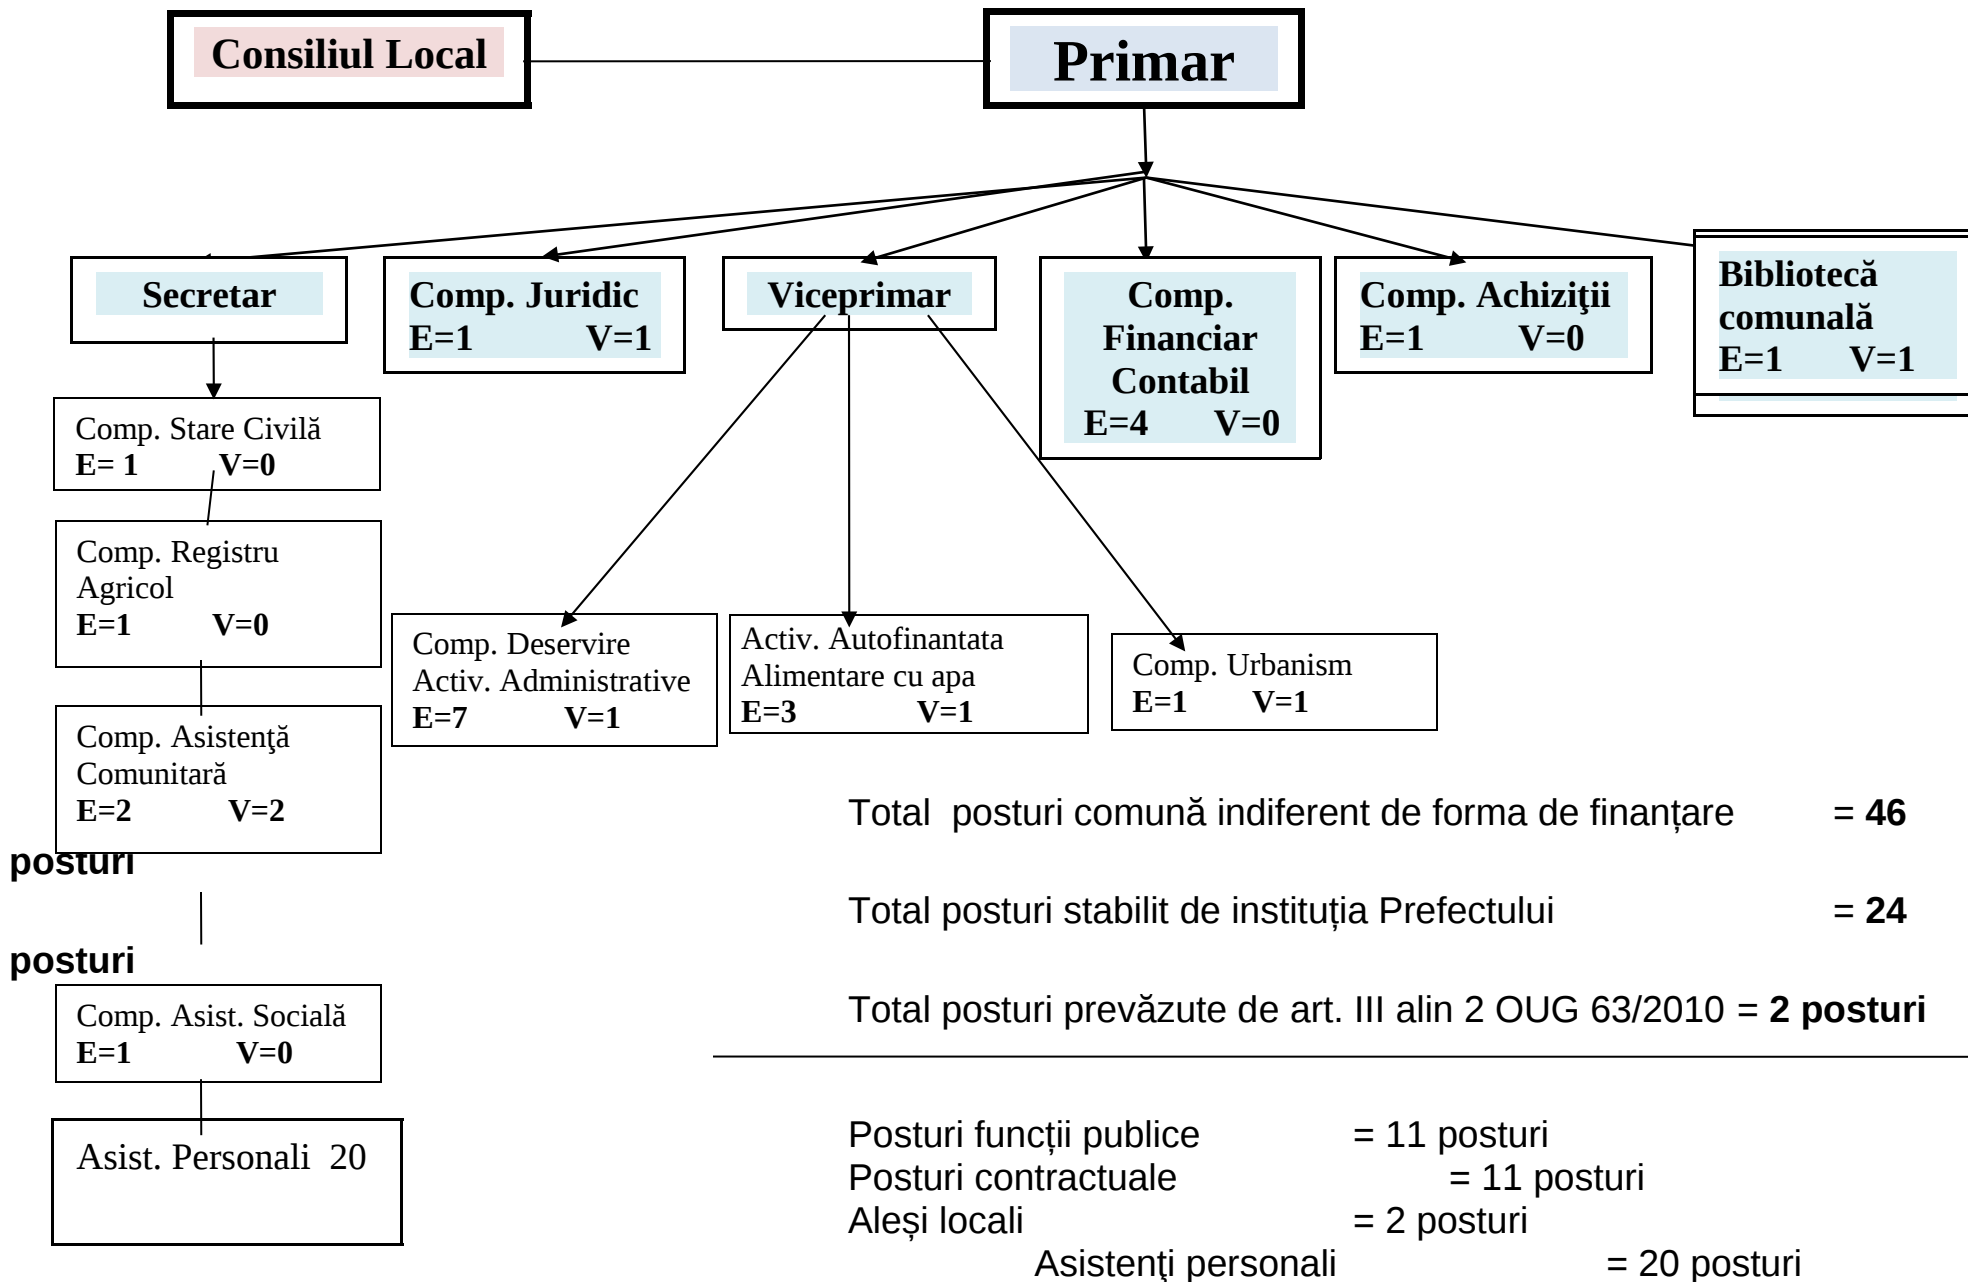 Consiliul Local
Primar
Secretar
Comp. Juridic
E=1 V=1
Viceprimar
Comp.
Financiar
Contabil
E=4 V=0
Comp. Achiziţii
E=1 V=0
Bibliotecă
comunală
E=1 V=1
Comp. Stare Civilă
E= 1 V=0
Comp. Registru
Agricol
E=1 V=0
Comp. Deservire
Activ. Administrative
E=7 V=1
Activ. Autofinantata
Alimentare cu apa
E=3 V=1
Comp. Urbanism
E=1 V=1
Comp. Asistenţă
Comunitară
E=2 V=2
Total posturi comună indiferent de forma de finanțare = 46
posturi
Total posturi stabilit de instituția Prefectului = 24
posturi
Comp. Asist. Socială
E=1 V=0
Total posturi prevăzute de art. III alin 2 OUG 63/2010 = 2 posturi
Asist. Personali 20
Posturi funcții publice = 11 posturi
Posturi contractuale = 11 posturi
Aleși locali = 2 posturi
Asistenți personali = 20 posturi